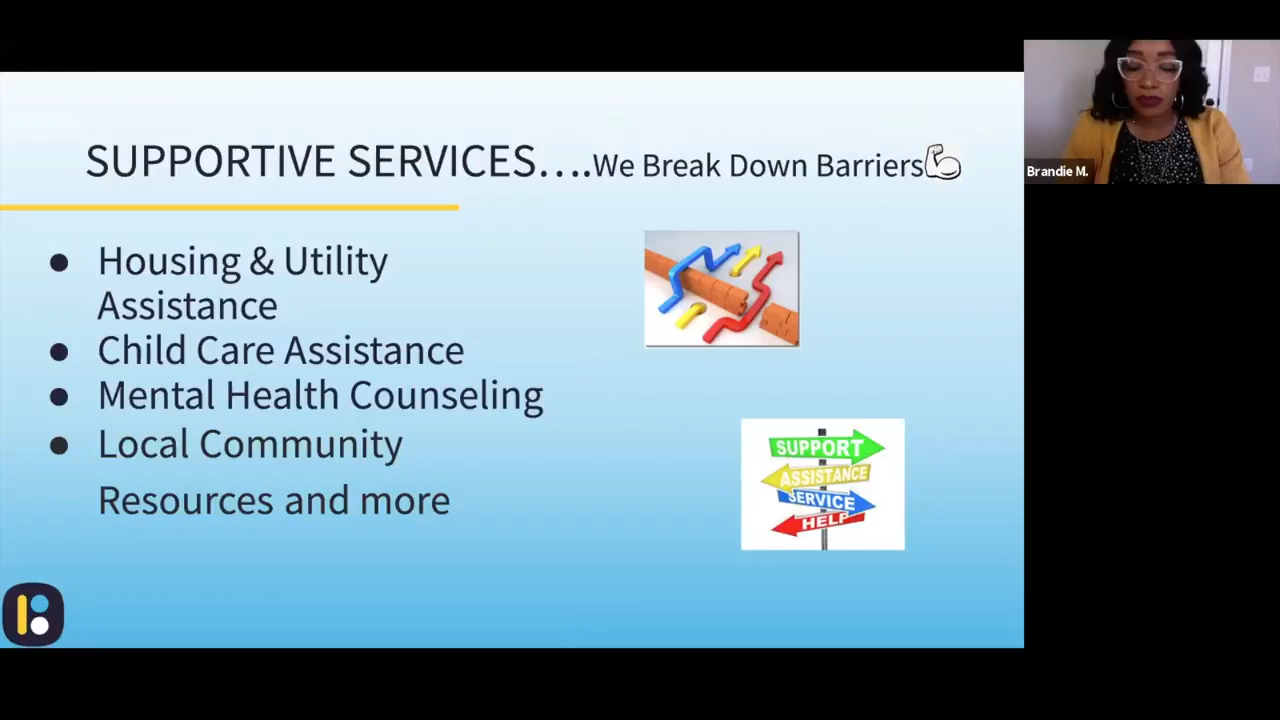 SUPPORTIVE SERVICES….We Break Down Barriers💪
● Housing & Utility
Assistance
● Child Care Assistance
● Mental Health Counseling
● Local Community
Resources and more
SUPPORT
ASSISTANCE
SERVICE
HELP
Brandie M.